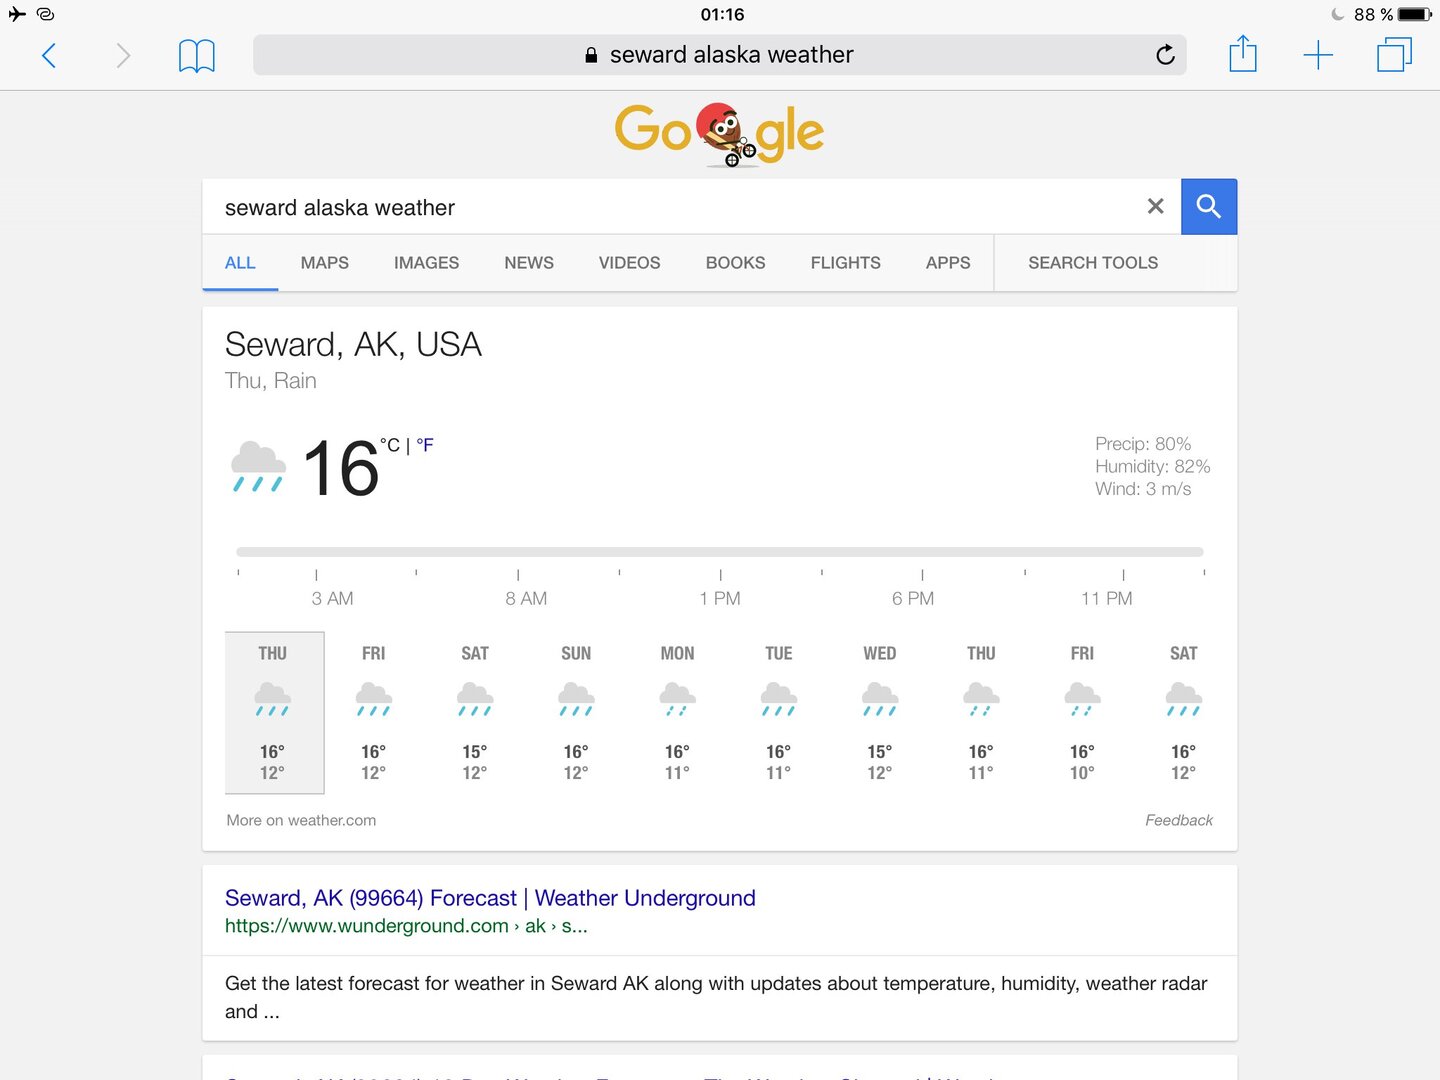 01:16
88 %
seward alaska weather
Google
seward alaska weather
ALL MAPS IMAGES NEWS VIDEOS BOOKS FLIGHTS APPS SEARCH TOOLS
Seward, AK, USA
Thu, Rain
16 °C | °F
Precip: 80%
Humidity: 82%
Wind: 3 m/s
3 AM 8 AM 1 PM 6 PM 11 PM
THU FRI SAT SUN MON TUE WED THU FRI SAT
16° 16° 15° 16° 16° 16° 15° 16° 16° 16°
12° 12° 12° 12° 11° 11° 12° 11° 10° 12°
More on weather.com Feedback
Seward, AK (99664) Forecast | Weather Underground
https://www.wunderground.com › ak › s...
Get the latest forecast for weather in Seward AK along with updates about temperature, humidity, weather radar
and ...